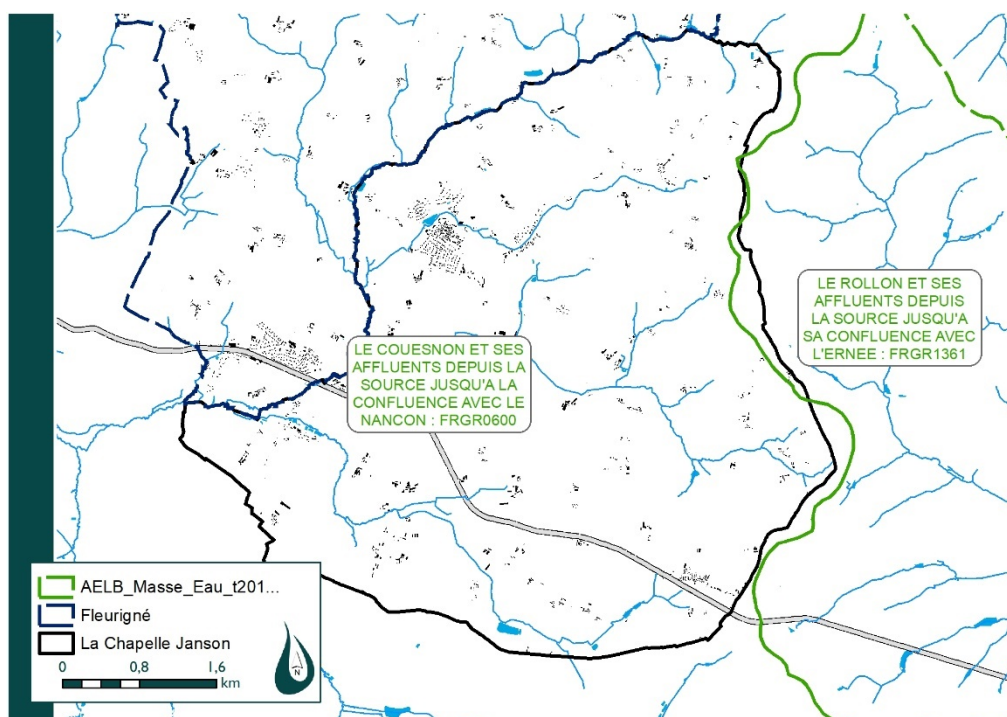 LE ROLLON ET SES
AFFLUENTS DEPUIS
LA SOURCE JUSQU'A
SA CONFLUENCE AVEC
L'ERNEE : FRGR1361
LE COUESNON ET SES
AFFLUENTS DEPUIS LA
SOURCE JUSQU'A LA
CONFLUENCE AVEC LE
NANCON : FRGR0600
AELB_Masse_Eau_t201...
Fleurigné
La Chapelle Janson
0 0,8 1,6
km
N